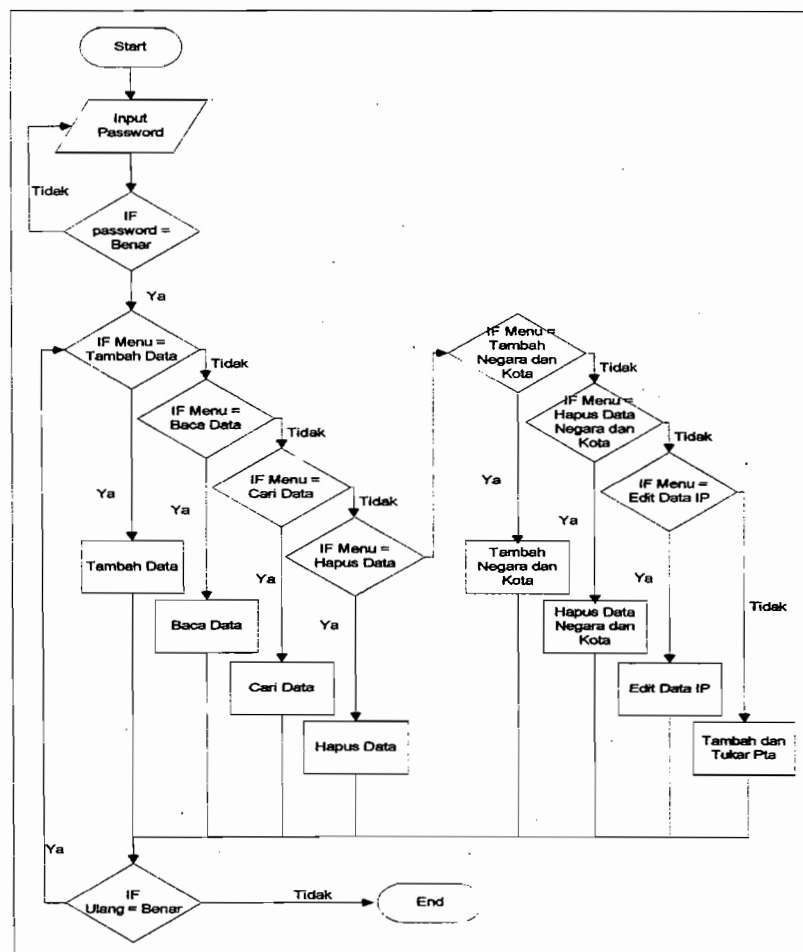 Start
Input
Password
Tidak
IF
password =
Benar
Ya
IF Menu =
Tambah Data
Tidak
IF Menu =
Baca Data
Tidak
IF Menu =
Cari Data
Tidak
IF Menu =
Hapus Data
IF Menu =
Tambah
Negara dan
Kota
Tidak
IF Menu =
Hapus Data
Negara dan
Kota
Tidak
IF Menu =
Edit Data IP
Ya
Tambah Data
Ya
Baca Data
Ya
Cari Data
Ya
Hapus Data
Ya
Tambah
Negara dan
Kota
Ya
Hapus Data
Negara dan
Kota
Ya
Edit Data IP
Tidak
Tambah dan
Tukar Pta
Ya
IF
Ulang = Benar
Tidak
End